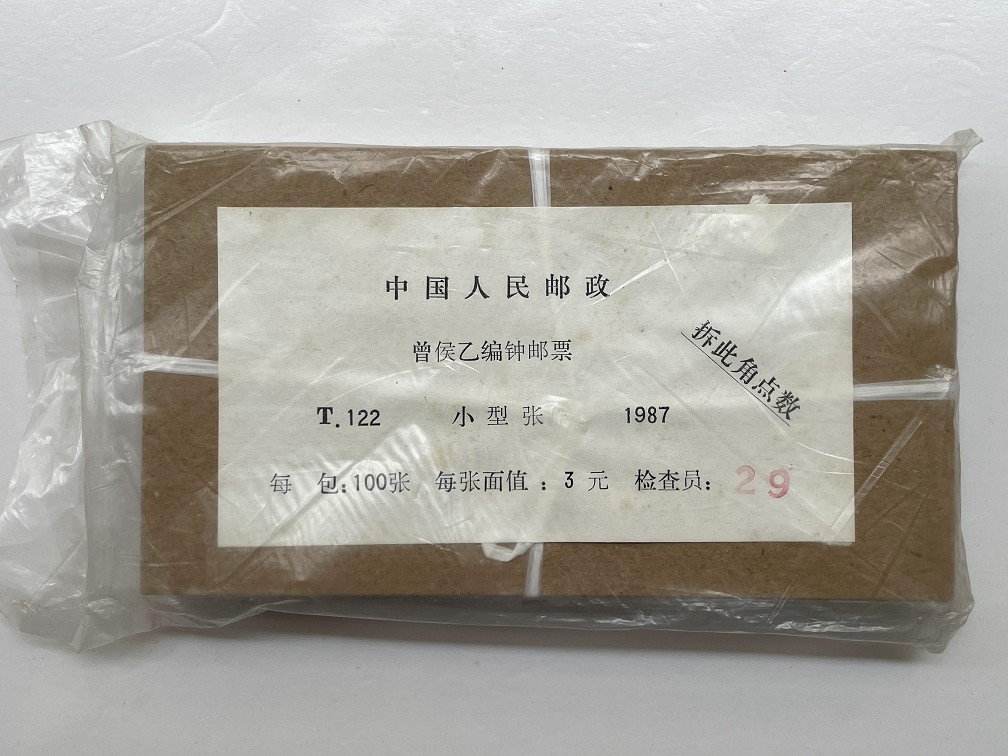 中国人民邮政
曾侯乙编钟邮票
拆此角点数
T.122 小型张 1987
每 包:100张 每张面值:3元 检查员: 29